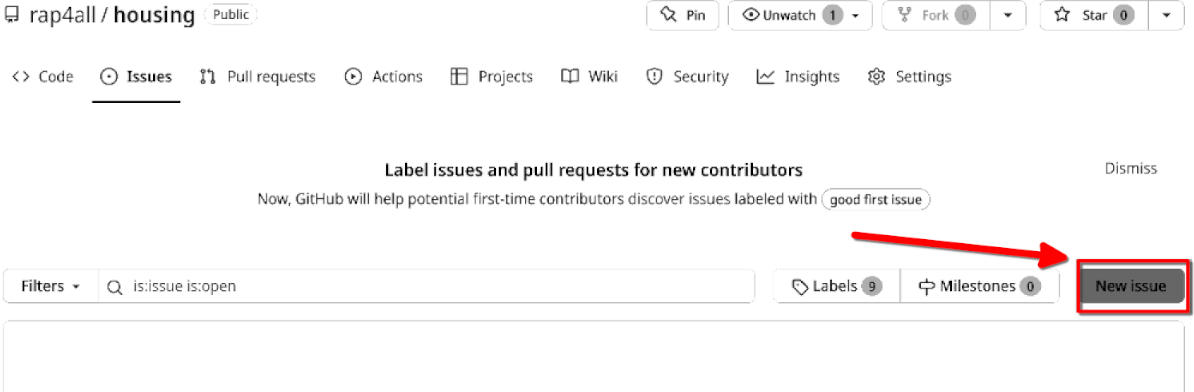 rap4all / housing Public Pin Unwatch 1 Fork 0 Star 0
Code Issues Pull requests Actions Projects Wiki Security Insights Settings
Label issues and pull requests for new contributors Dismiss
Now, GitHub will help potential first-time contributors discover issues labeled with good first issue
Filters is:issue is:open Labels 9 Milestones 0 New issue